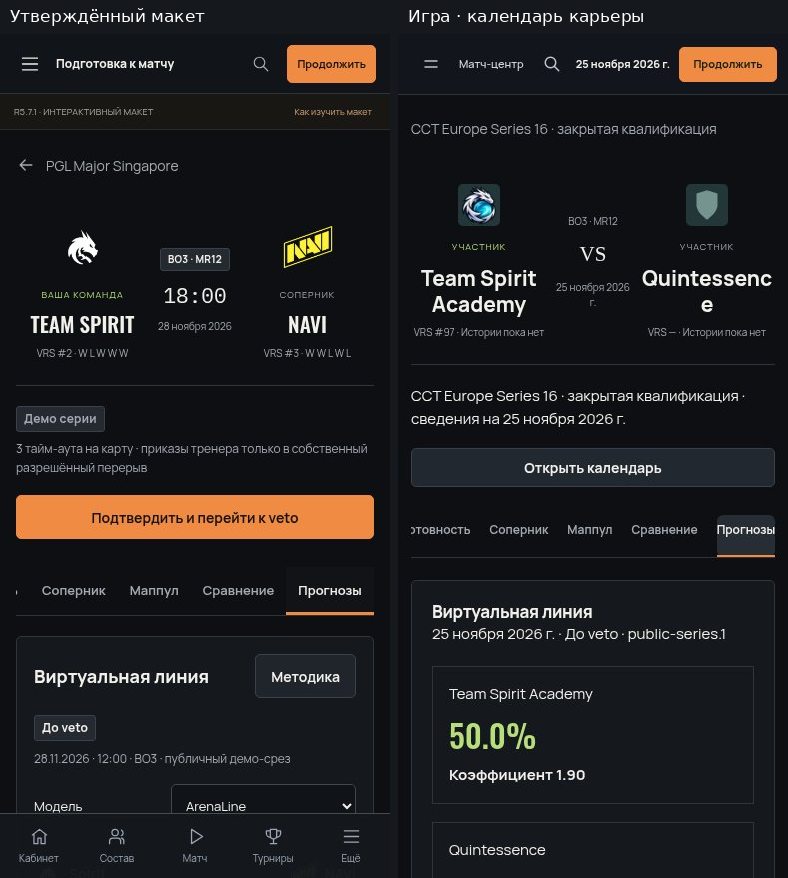 Утверждённый макет
Подготовка к матчу
Продолжить
R5.7.1 · ИНТЕРАКТИВНЫЙ МАКЕТ
Как изучить макет
← PGL Major Singapore
BO3 · MR12
NAVI
ВАША КОМАНДА
18:00
СОПЕРНИК
TEAM SPIRIT
28 ноября 2026
NAVI
VRS #2 · W L W W W
VRS #3 · W W L W L
Демо серии
3 тайм-аута на карту · приказы тренера только в собственный
разрешённый перерыв
Подтвердить и перейти к veto
ь
Соперник
Маппул
Сравнение
Прогнозы
Виртуальная линия
Методика
До veto
28.11.2026 · 12:00 · BO3 · публичный демо-срез
Модель
ArenaLine
Кабинет
Состав
Матч
Турниры
Ещё
Игра · календарь карьеры
Матч-центр
25 ноября 2026 г.
Продолжить
CCT Europe Series 16 · закрытая квалификация
BO3 · MR12
УЧАСТНИК
VS
УЧАСТНИК
Team Spirit
Academy
25 ноября 2026
г.
Quintessenc
e
VRS #97 · Истории пока нет
VRS — · Истории пока нет
CCT Europe Series 16 · закрытая квалификация ·
сведения на 25 ноября 2026 г.
Открыть календарь
отовность
Соперник
Маппул
Сравнение
Прогнозы
Виртуальная линия
25 ноября 2026 г. · До veto · public-series.1
Team Spirit Academy
50.0%
Коэффициент 1.90
Quintessence